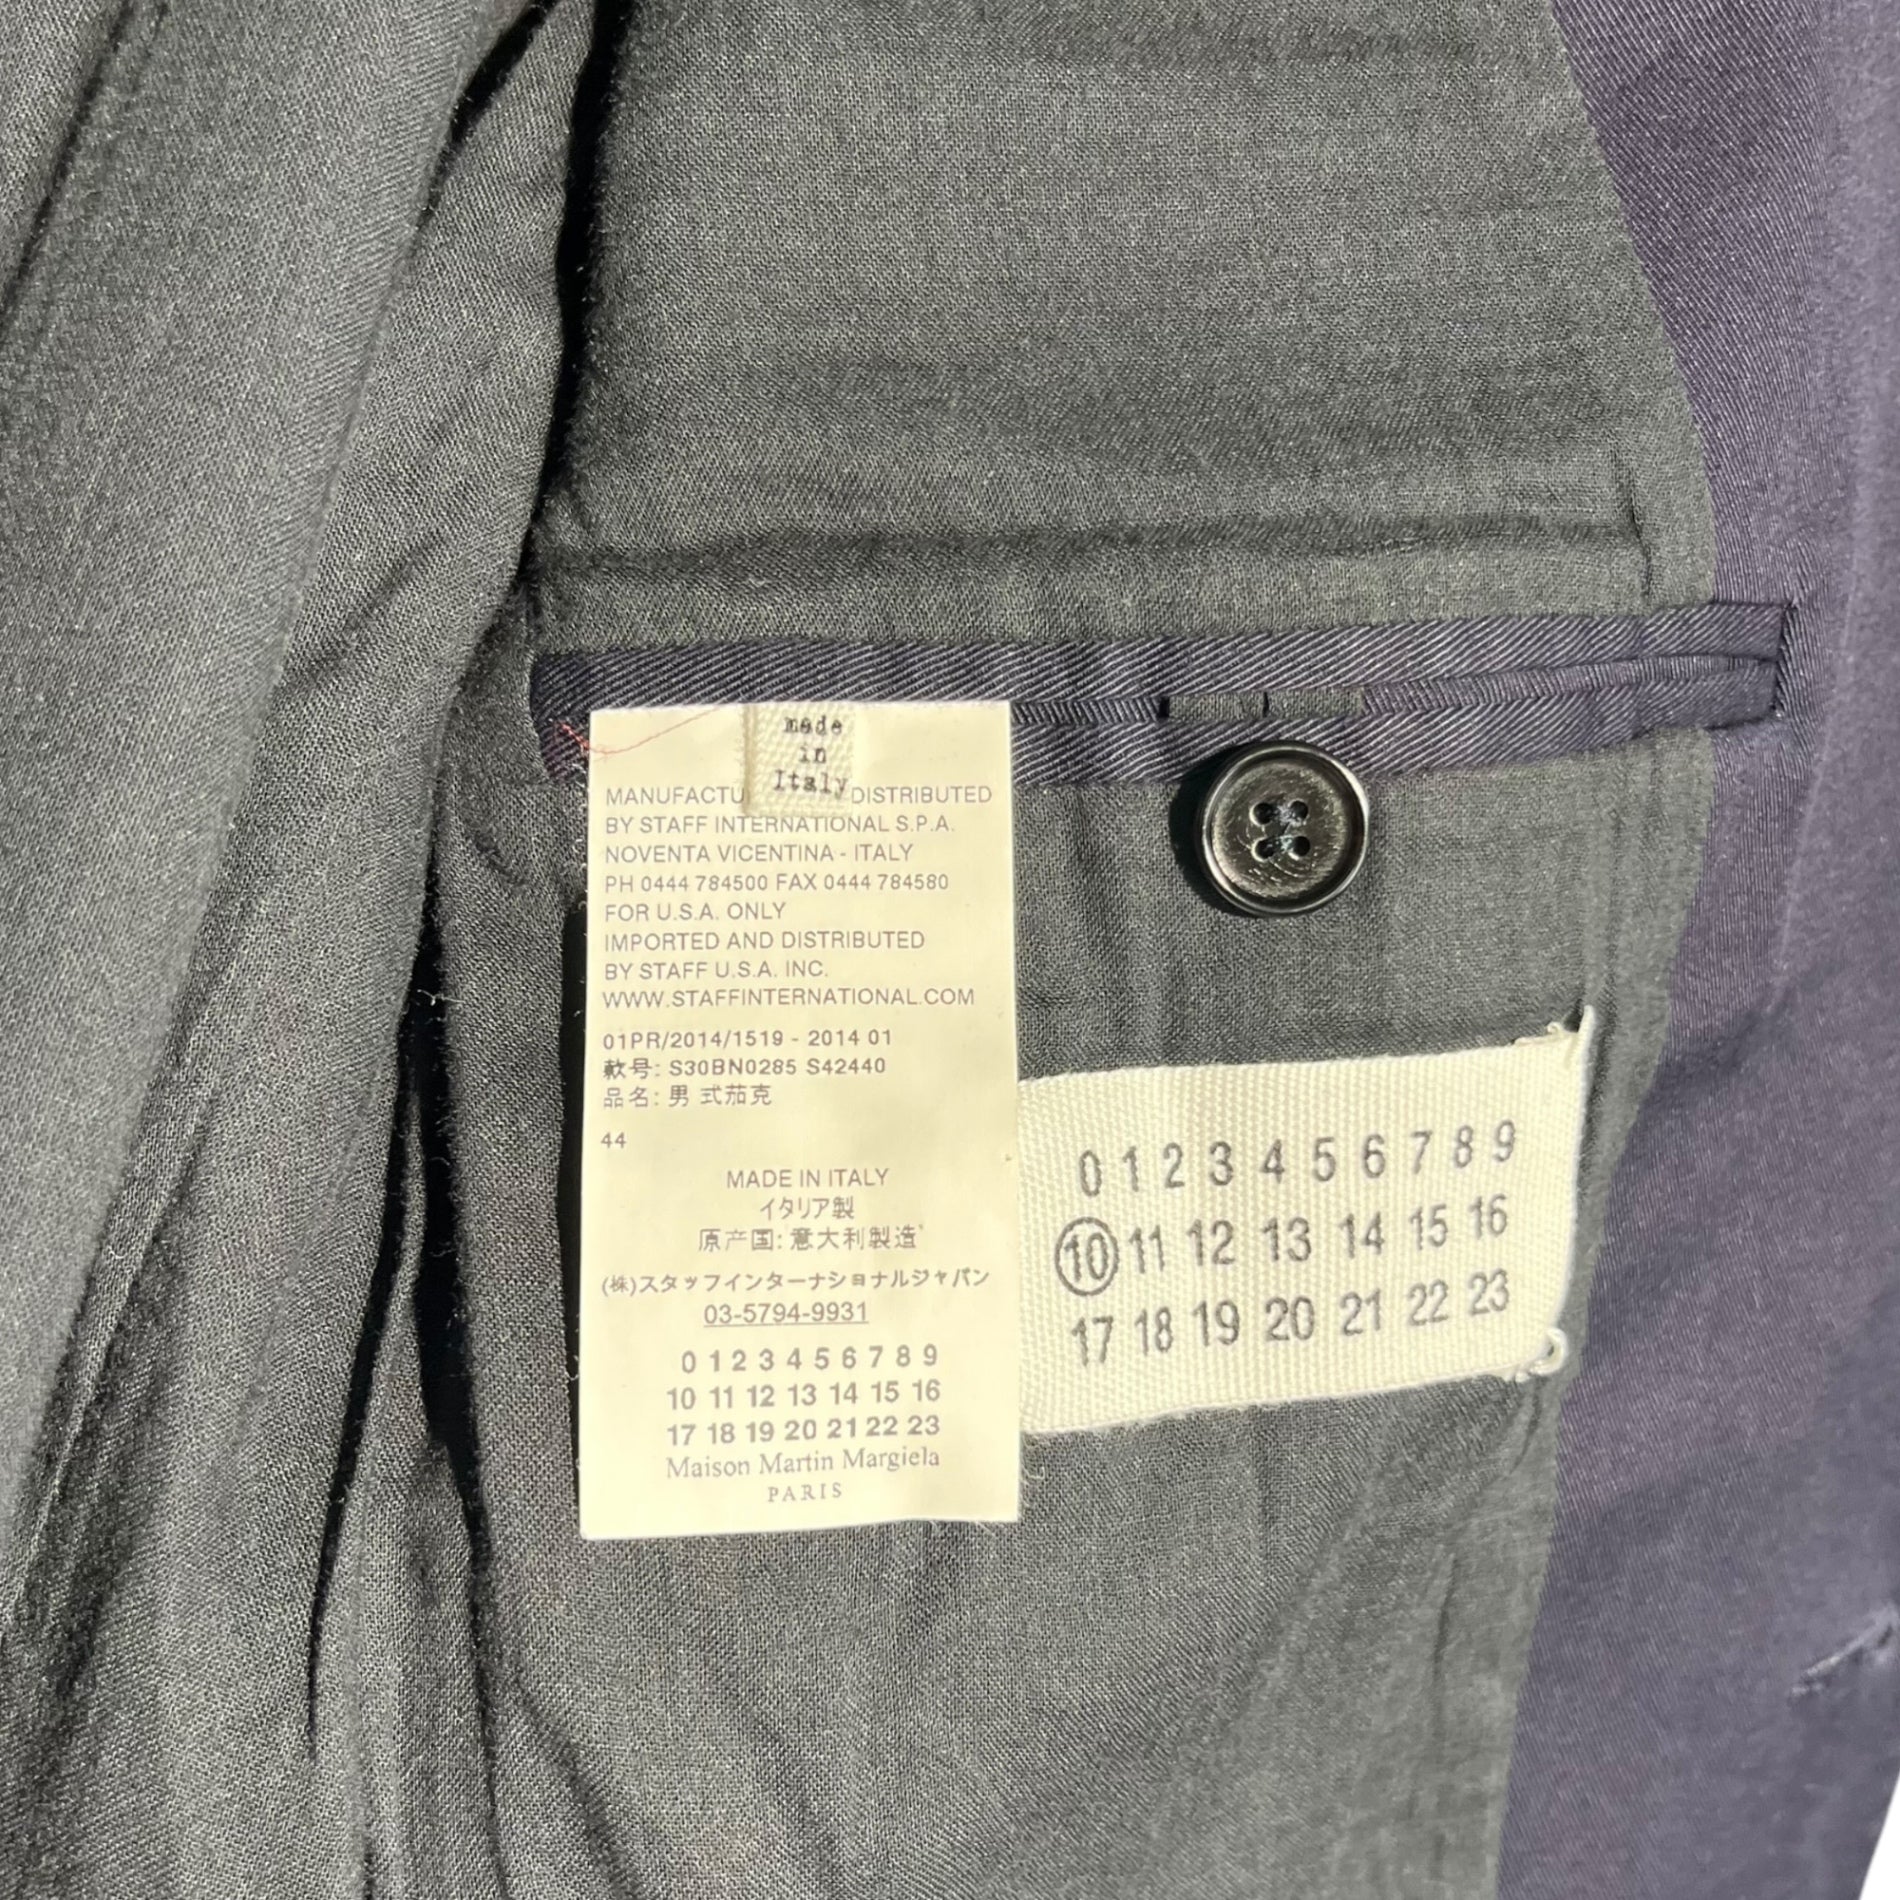 made
in
Italy
MANUFACTU DISTRIBUTED
BY STAFF INTERNATIONAL S.P.A.
NOVENTA VICENTINA - ITALY
PH 0444 784500 FAX 0444 784580
FOR U.S.A. ONLY
IMPORTED AND DISTRIBUTED
BY STAFF U.S.A. INC.
WWW.STAFFINTERNATIONAL.COM
01PR/2014/1519 - 2014 01
款号: S30BN0285 S42440
品名: 男 式茄克
44
MADE IN ITALY
イタリア製
原产国: 意大利製造
(株)スタッフインターナショナルジャパン
03-5794-9931
0 1 2 3 4 5 6 7 8 9
10 11 12 13 14 15 16
17 18 19 20 21 22 23
Maison Martin Margiela
PARIS
0 1 2 3 4 5 6 7 8 9
10 11 12 13 14 15 16
17 18 19 20 21 22 23